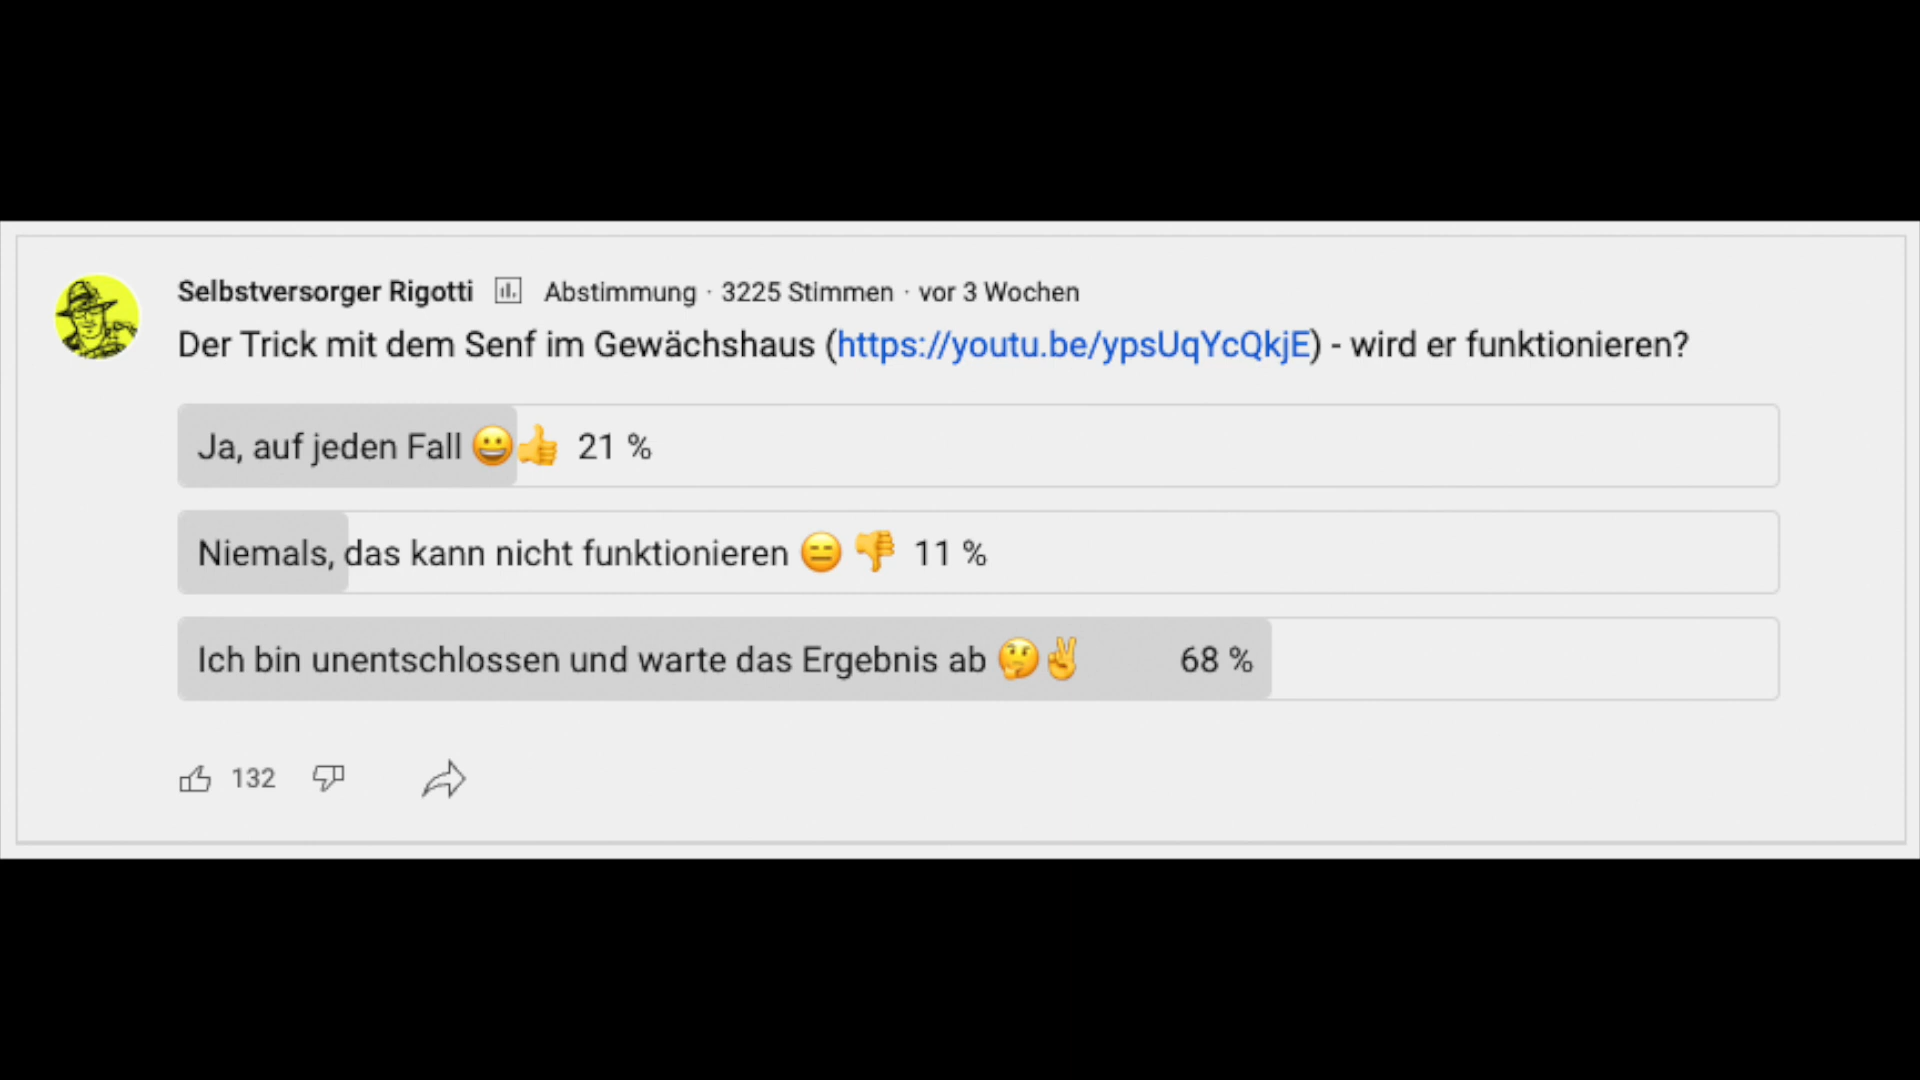 Selbstversorger Rigotti Abstimmung · 3225 Stimmen · vor 3 Wochen
Der Trick mit dem Senf im Gewächshaus (https://youtu.be/ypsUqYcQkjE) - wird er funktionieren?
Ja, auf jeden Fall 😀👍 21 %
Niemals, das kann nicht funktionieren 😑 👎 11 %
Ich bin unentschlossen und warte das Ergebnis ab 🤔✌️ 68 %
132